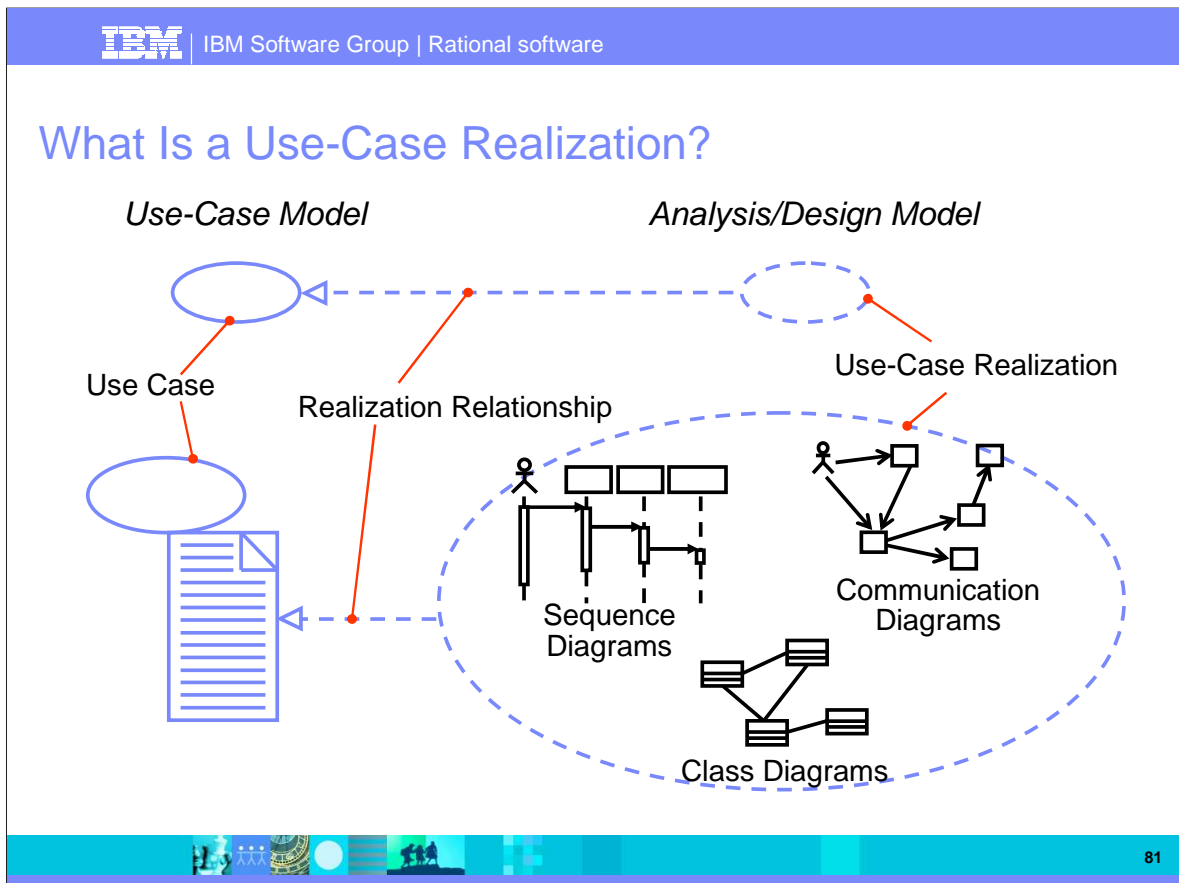 IBM IBM Software Group | Rational software
What Is a Use-Case Realization?
Use-Case Model
Analysis/Design Model
Use Case
Realization Relationship
Use-Case Realization
Sequence
Diagrams
Communication
Diagrams
Class Diagrams
81